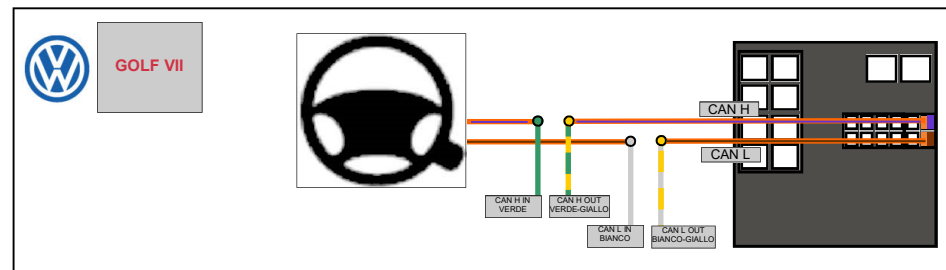 GOLF VII
CAN H
CAN L
CAN H IN
VERDE
CAN H OUT
VERDE-GIALLO
CAN L IN
BIANCO
CAN L OUT
BIANCO-GIALLO